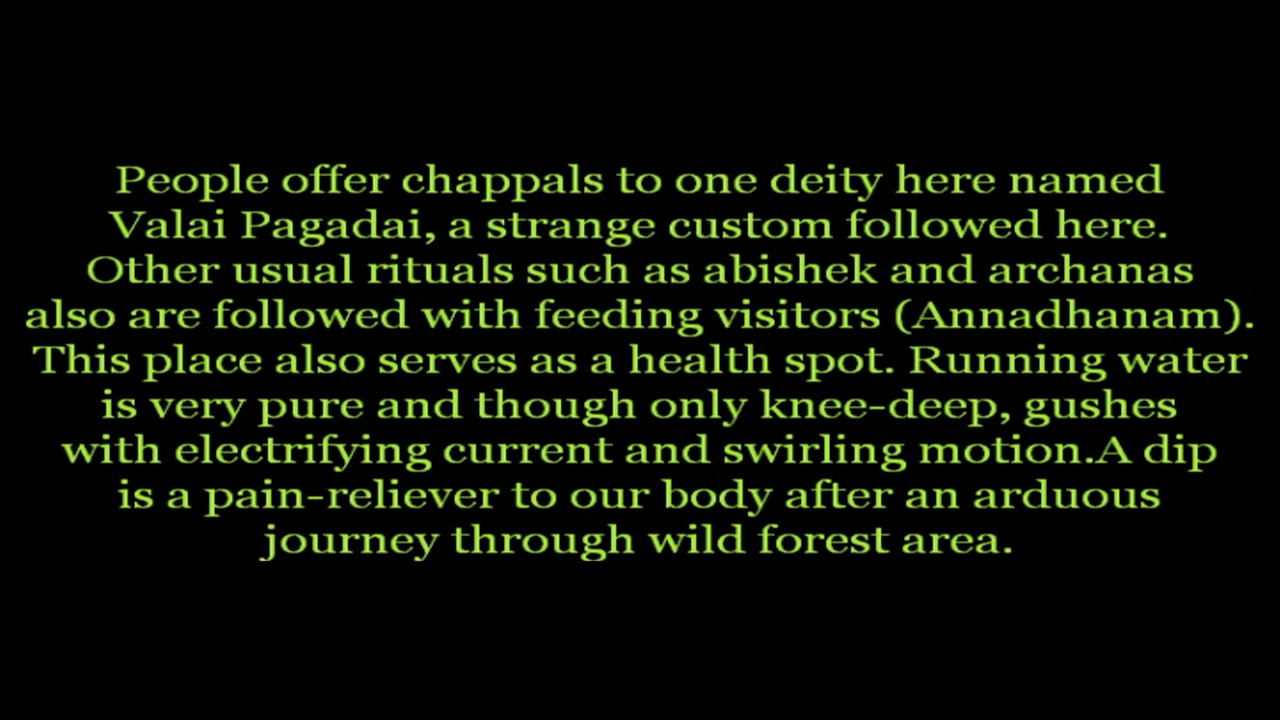 People offer chappals to one deity here named
Valai Pagadai, a strange custom followed here.
Other usual rituals such as abishek and archanas
also are followed with feeding visitors (Annadhanam).
This place also serves as a health spot. Running water
is very pure and though only knee-deep, gushes
with electrifying current and swirling motion.A dip
is a pain-reliever to our body after an arduous
journey through wild forest area.